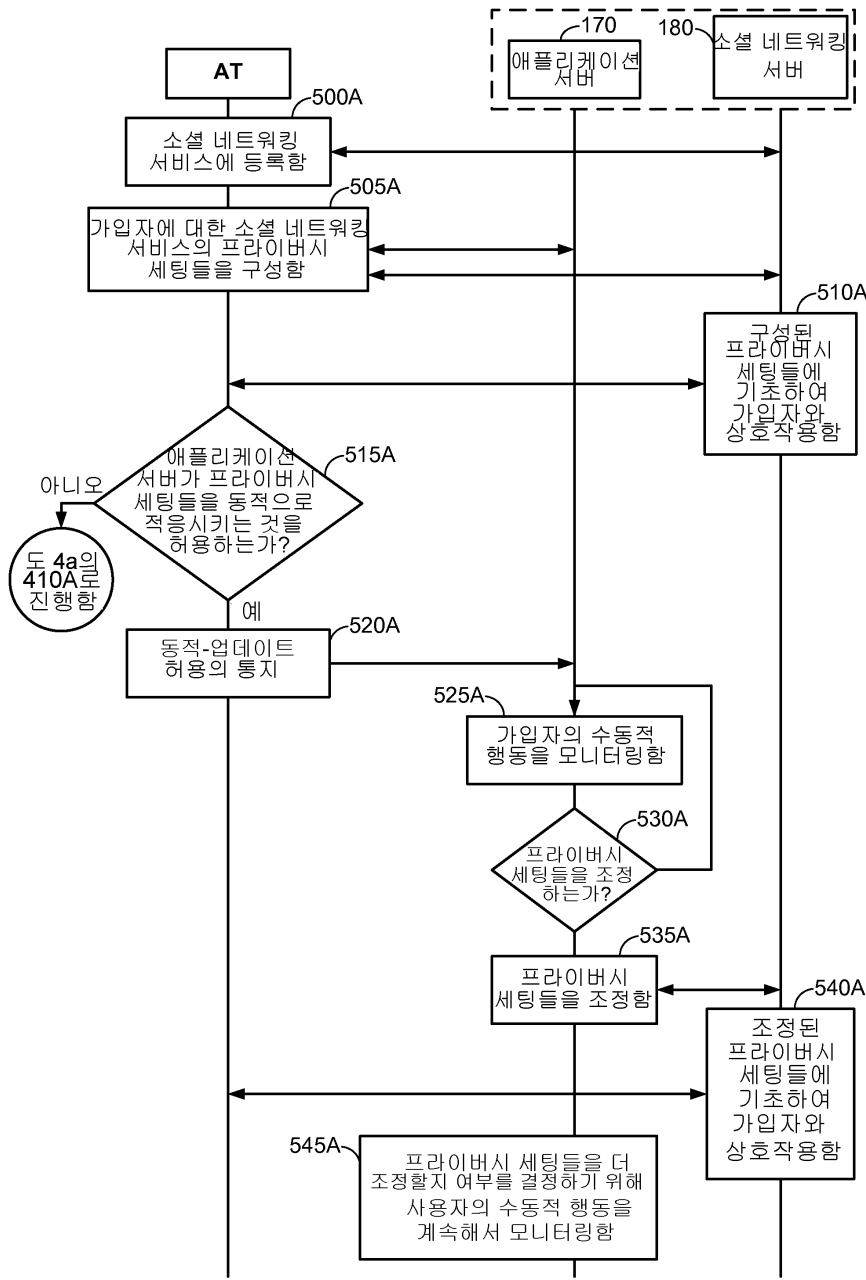 170
180
AT
애플리케이션
서버
소셜 네트워킹
서버
500A
소셜 네트워킹
서비스에 등록함
505A
가입자에 대한 소셜 네트워킹
서비스의 프라이버시
세팅들을 구성함
510A
구성된
프라이버시
세팅들에
기초하여
가입자와
상호작용함
515A
애플리케이션
서버가 프라이버시
세팅들을 동적으로
적응시키는 것을
허용하는가?
아니오
도 4a의
410A로
진행함
예
520A
동적-업데이트
허용의 통지
525A
가입자의 수동적
행동을 모니터링함
530A
프라이버시
세팅들을 조정
하는가?
535A
프라이버시
세팅들을 조정함
540A
조정된
프라이버시
세팅들에
기초하여
가입자와
상호작용함
545A
프라이버시 세팅들을 더
조정할지 여부를 결정하기 위해
사용자의 수동적 행동을
계속해서 모니터링함